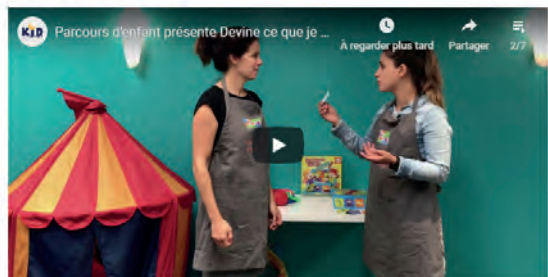 KID
Parcours d'enfant présente Devine ce que je ...
À regarder plus tard
Partager
2/7